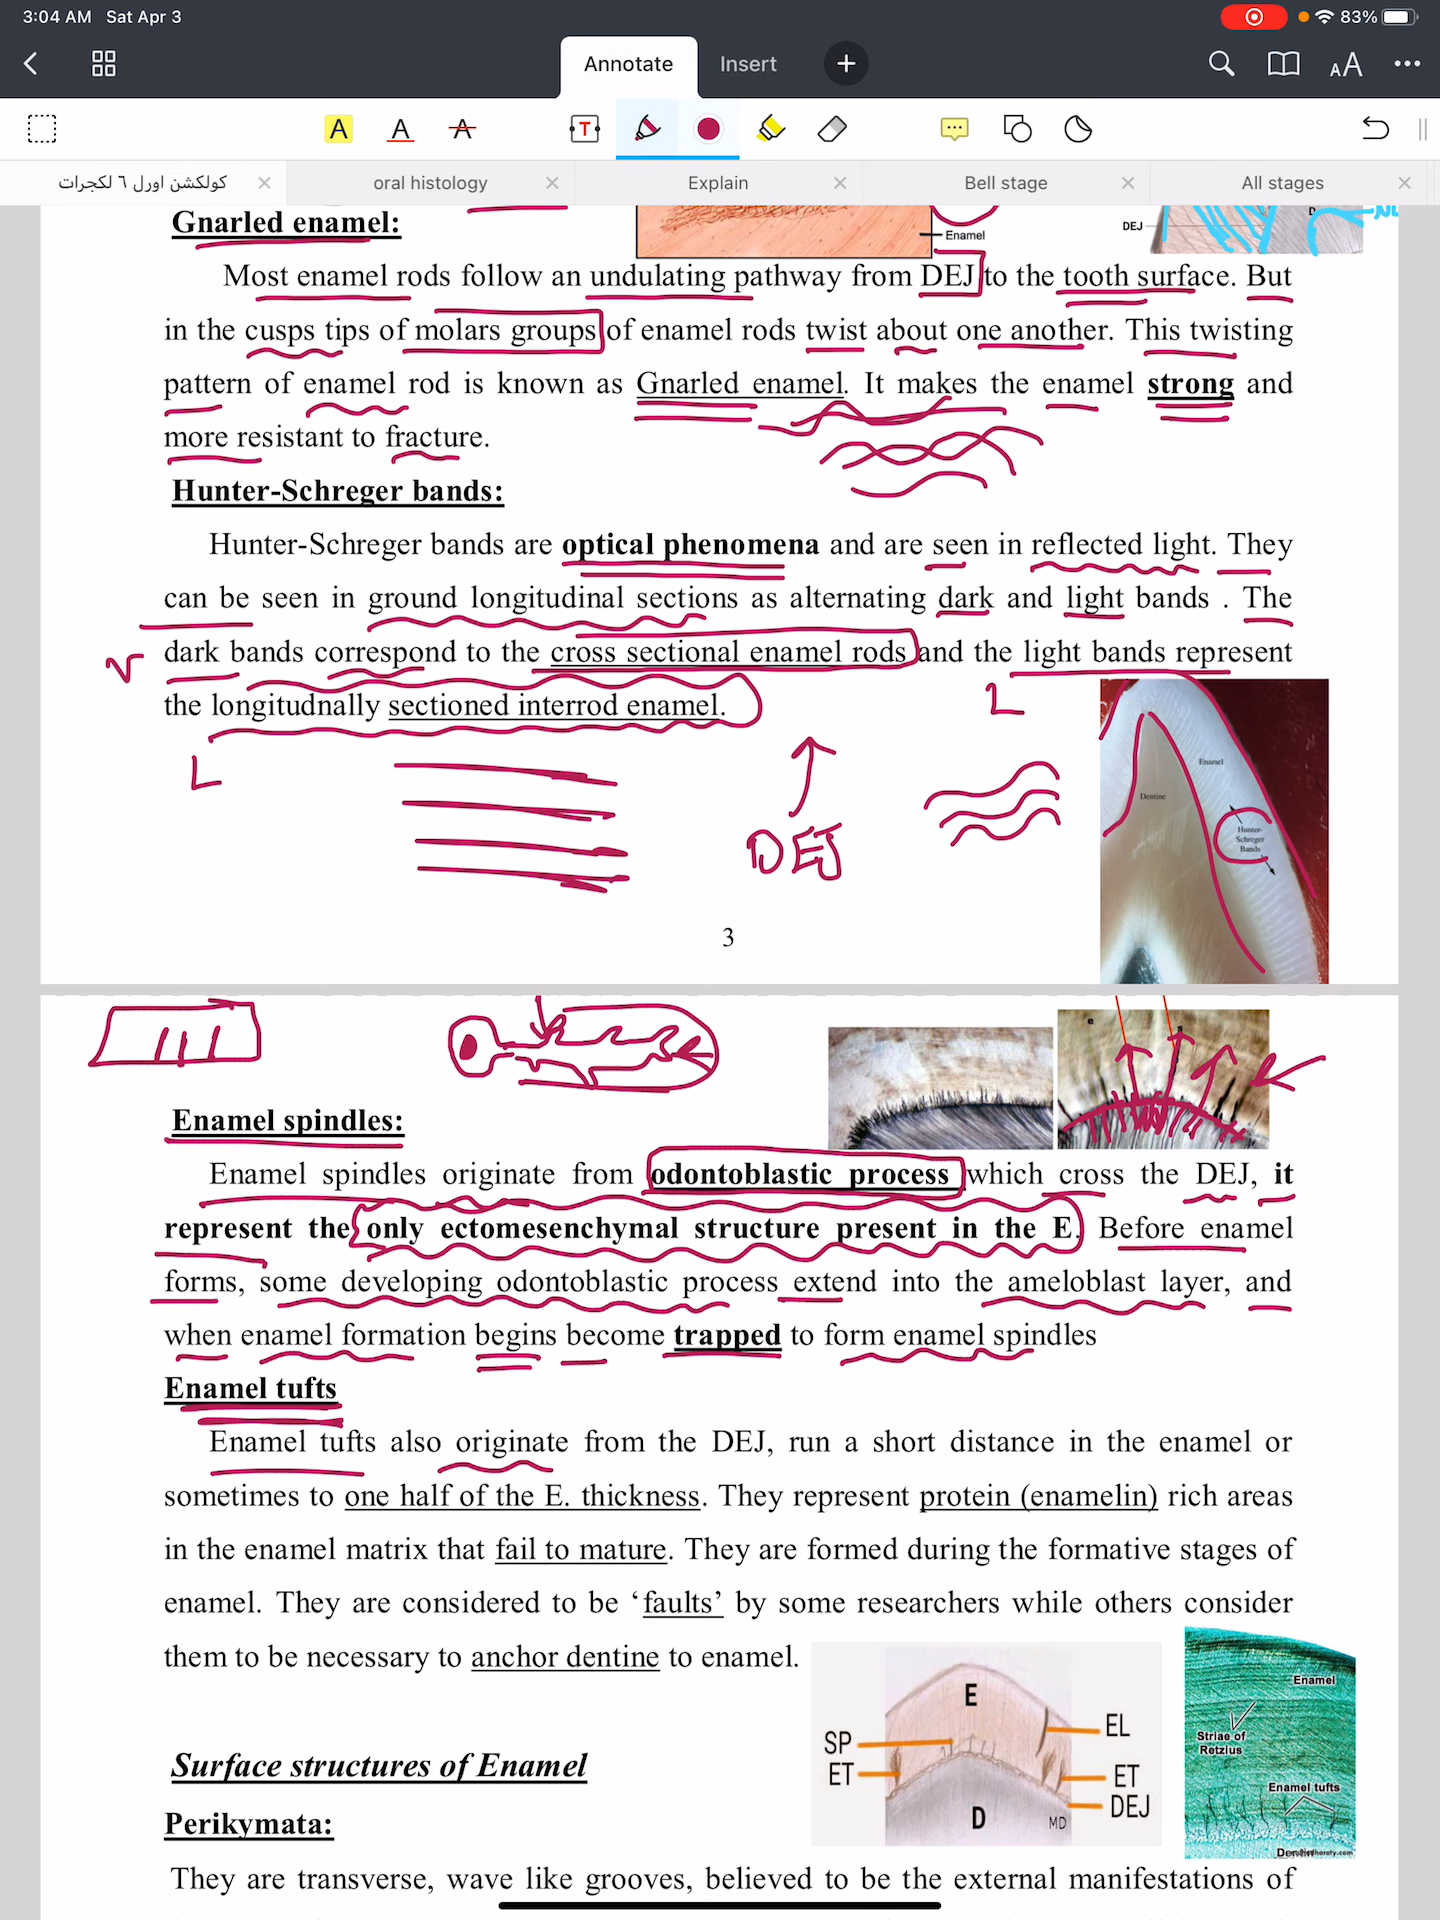 3:04 AM Sat Apr 3
83%
Annotate
Insert
AA
A A A T
كولكشن اورل ٦ لكجرات
oral histology
Explain
Bell stage
All stages
Gnarled enamel:
Enamel
DEJ
Most enamel rods follow an undulating pathway from DEJ to the tooth surface. But
in the cusps tips of molars groups of enamel rods twist about one another. This twisting
pattern of enamel rod is known as Gnarled enamel. It makes the enamel strong and
more resistant to fracture.
Hunter-Schreger bands:
Hunter-Schreger bands are optical phenomena and are seen in reflected light. They
can be seen in ground longitudinal sections as alternating dark and light bands . The
dark bands correspond to the cross sectional enamel rods and the light bands represent
the longitudnally sectioned interrod enamel.
L
L
DEJ
Enamel
Dentine
Hunter-
Schreger
Bands
3
e
s
Enamel spindles:
Enamel spindles originate from odontoblastic process which cross the DEJ, it
represent the only ectomesenchymal structure present in the E. Before enamel
forms, some developing odontoblastic process extend into the ameloblast layer, and
when enamel formation begins become trapped to form enamel spindles
Enamel tufts
Enamel tufts also originate from the DEJ, run a short distance in the enamel or
sometimes to one half of the E. thickness. They represent protein (enamelin) rich areas
in the enamel matrix that fail to mature. They are formed during the formative stages of
enamel. They are considered to be ‘faults’ by some researchers while others consider
them to be necessary to anchor dentine to enamel.
E
SP
ET
EL
ET
DEJ
D
MD
Enamel
Striae of
Retzius
Enamel tufts
Surface structures of Enamel
Perikymata:
They are transverse, wave like grooves, believed to be the external manifestations of